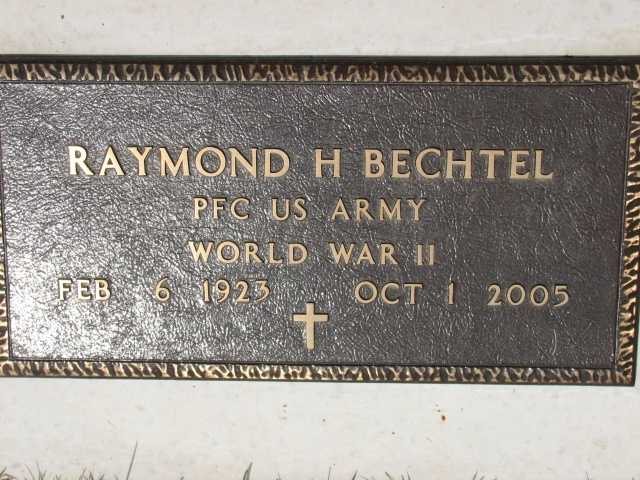 RAYMOND H BECHTEL
PFC US ARMY
WORLD WAR II
FEB 6 1923 OCT 1 2005